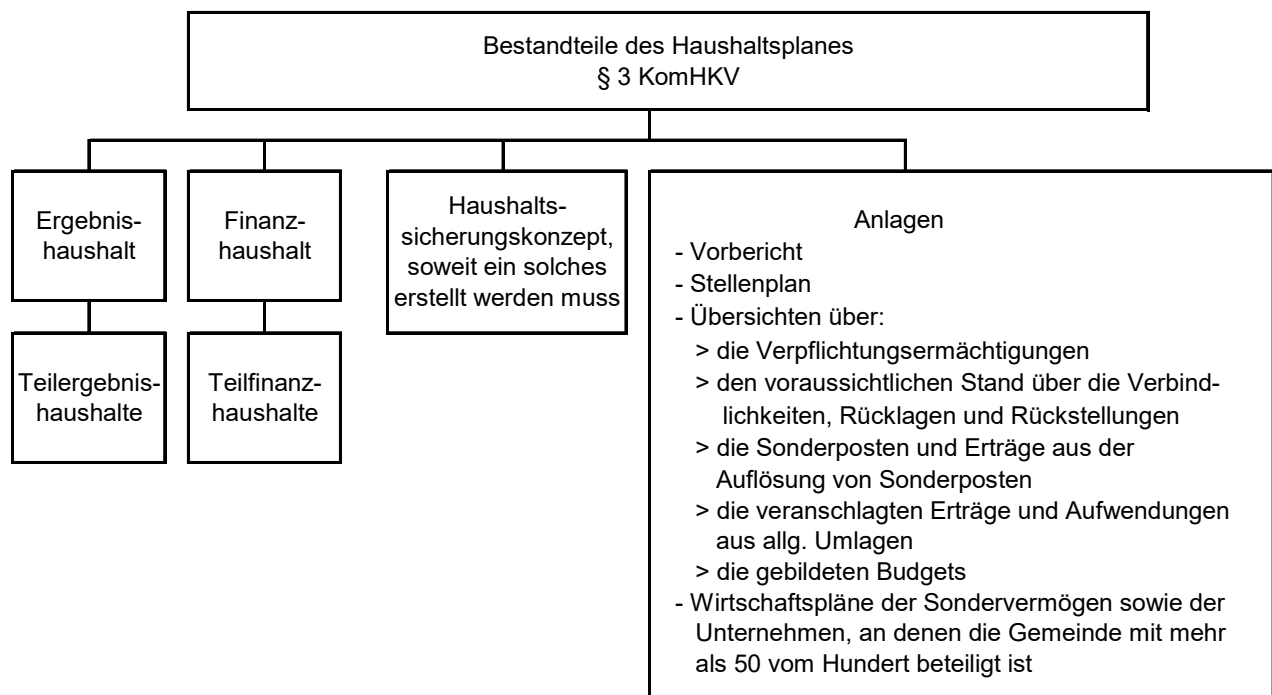 Bestandteile des Haushaltsplanes
§ 3 KomHKV
Ergebnis-
haushalt
Finanz-
haushalt
Haushalts-
sicherungskonzept,
soweit ein solches
erstellt werden muss
Teilergebnis-
haushalte
Teilfinanz-
haushalte
Anlagen
- Vorbericht
- Stellenplan
- Übersichten über:
> die Verpflichtungsermächtigungen
> den voraussichtlichen Stand über die Verbind-
lichkeiten, Rücklagen und Rückstellungen
> die Sonderposten und Erträge aus der
Auflösung von Sonderposten
> die veranschlagten Erträge und Aufwendungen
aus allg. Umlagen
> die gebildeten Budgets
- Wirtschaftspläne der Sondervermögen sowie der
Unternehmen, an denen die Gemeinde mit mehr
als 50 vom Hundert beteiligt ist